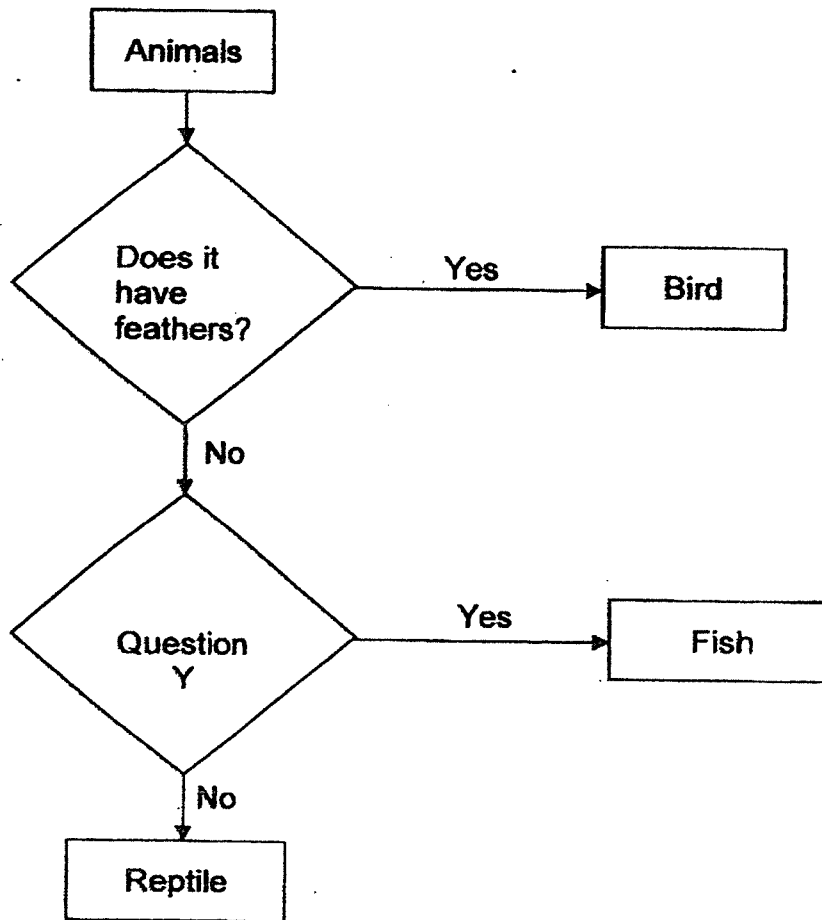 Animals
Does it
have
feathers?
Yes
Bird
No
Question
Y
Yes
Fish
No
Reptile